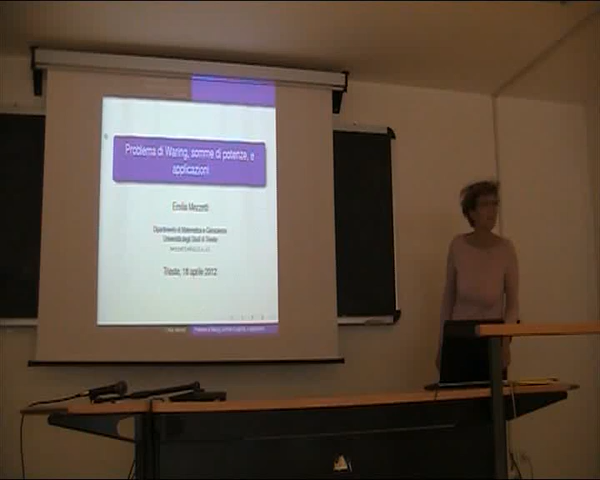 Problema di Waring, somme di potenze, e
applicazioni
Emilia Mezzetti
Dipartimento di Matematica e Geoscienze
Università degli Studi di Trieste
Trieste, 18 aprile 2012